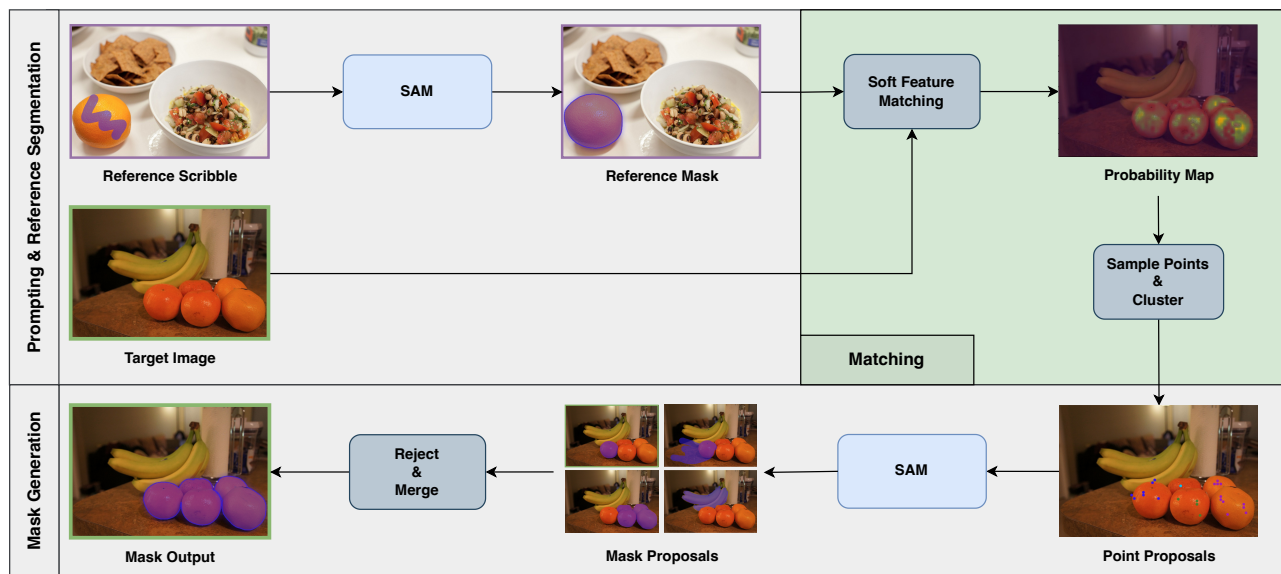 Prompting & Reference Segmentation
Reference Scribble
SAM
Reference Mask
Soft Feature
Matching
Probability Map
Target Image
Sample Points
&
Cluster
Matching
Mask Generation
Mask Output
Reject
&
Merge
Mask Proposals
SAM
Point Proposals